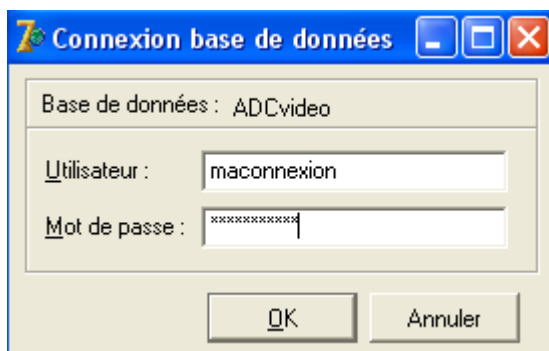 Connexion base de données
Base de données : ADCvideo
Utilisateur : maconnexion
Mot de passe : ***********
OK Annuler